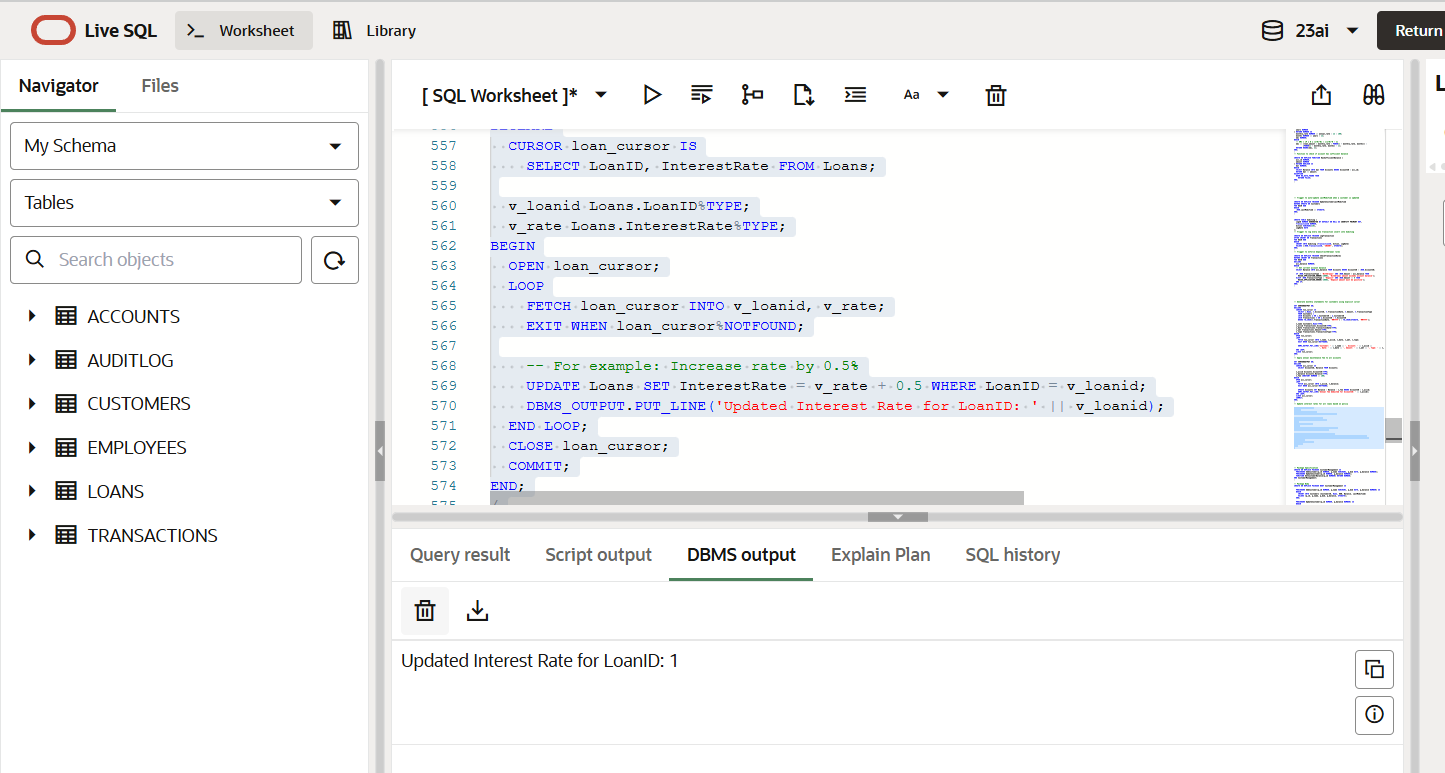 Live SQL
Worksheet
Library
23ai
Return
Navigator
Files
My Schema
Tables
Search objects
ACCOUNTS
AUDITLOG
CUSTOMERS
EMPLOYEES
LOANS
TRANSACTIONS
[ SQL Worksheet ]*
Aa
557 CURSOR loan_cursor IS
558 SELECT LoanID, InterestRate FROM Loans;
559
560 v_loanid Loans.LoanID%TYPE;
561 v_rate Loans.InterestRate%TYPE;
562 BEGIN
563 OPEN loan_cursor;
564 LOOP
565 FETCH loan_cursor INTO v_loanid, v_rate;
566 EXIT WHEN loan_cursor%NOTFOUND;
567
568 -- For example: Increase rate by 0.5%
569 UPDATE Loans SET InterestRate = v_rate + 0.5 WHERE LoanID = v_loanid;
570 DBMS_OUTPUT.PUT_LINE('Updated Interest Rate for LoanID: ' || v_loanid);
571 END LOOP;
572 CLOSE loan_cursor;
573 COMMIT;
574 END;
575 /
Query result
Script output
DBMS output
Explain Plan
SQL history
Updated Interest Rate for LoanID: 1